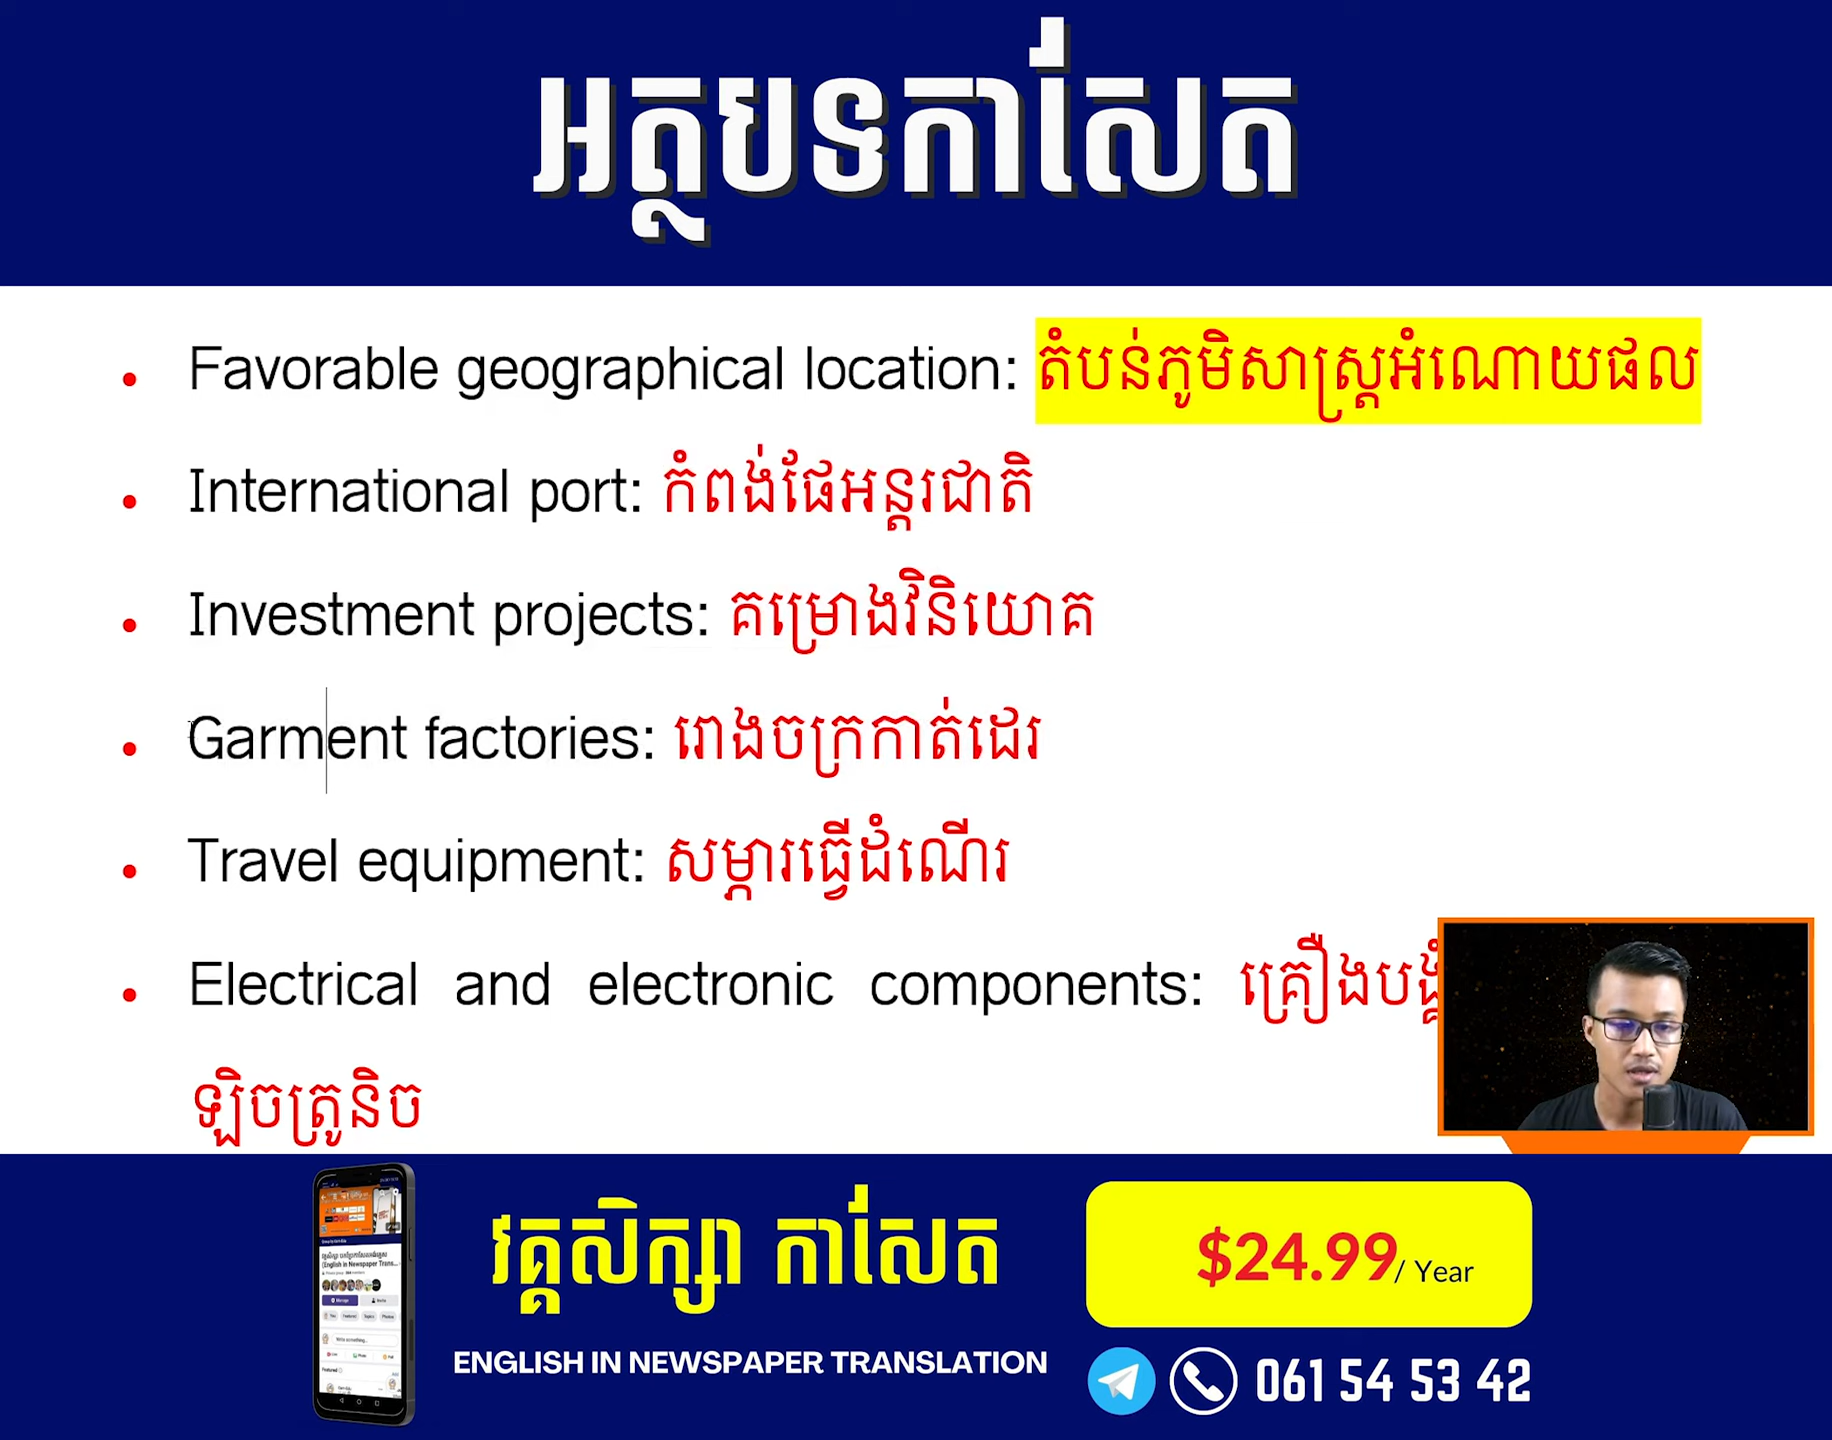 អត្ថបទកាសែត
• Favorable geographical location: តំបន់ភូមិសាស្ត្រអំណោយផល
• International port: កំពង់ផែអន្តរជាតិ
• Investment projects: គម្រោងវិនិយោគ
• Garment factories: រោងចក្រកាត់ដេរ
• Travel equipment: សម្ភារធ្វើដំណើរ
• Electrical and electronic components:
ឡិចត្រូនិច
វគ្គសិក្សា កាសែត
ENGLISH IN NEWSPAPER TRANSLATION
$24.99/ Year
061 54 53 42